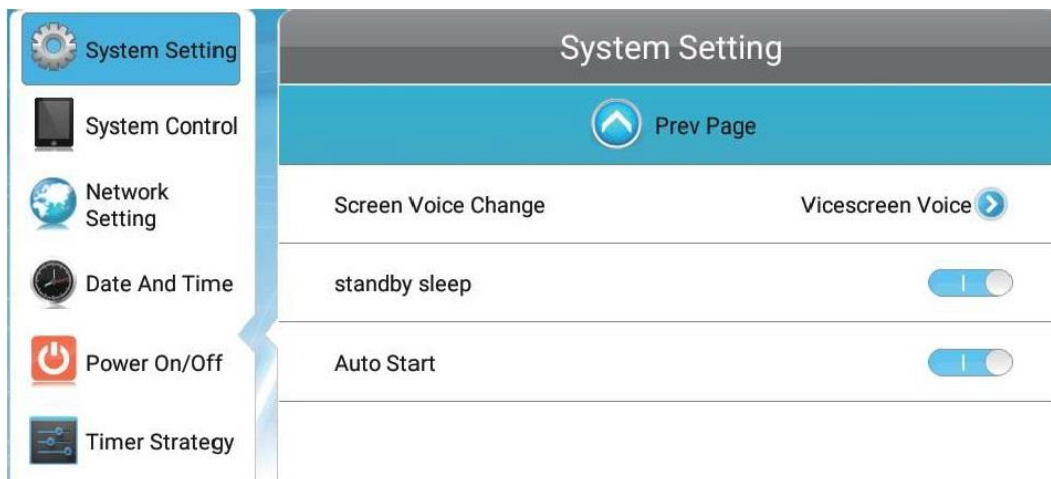 System Setting
System Control
Network
Setting
Date And Time
Power On/Off
Timer Strategy
System Setting
Prev Page
Screen Voice Change Vicescreen Voice
standby sleep
Auto Start